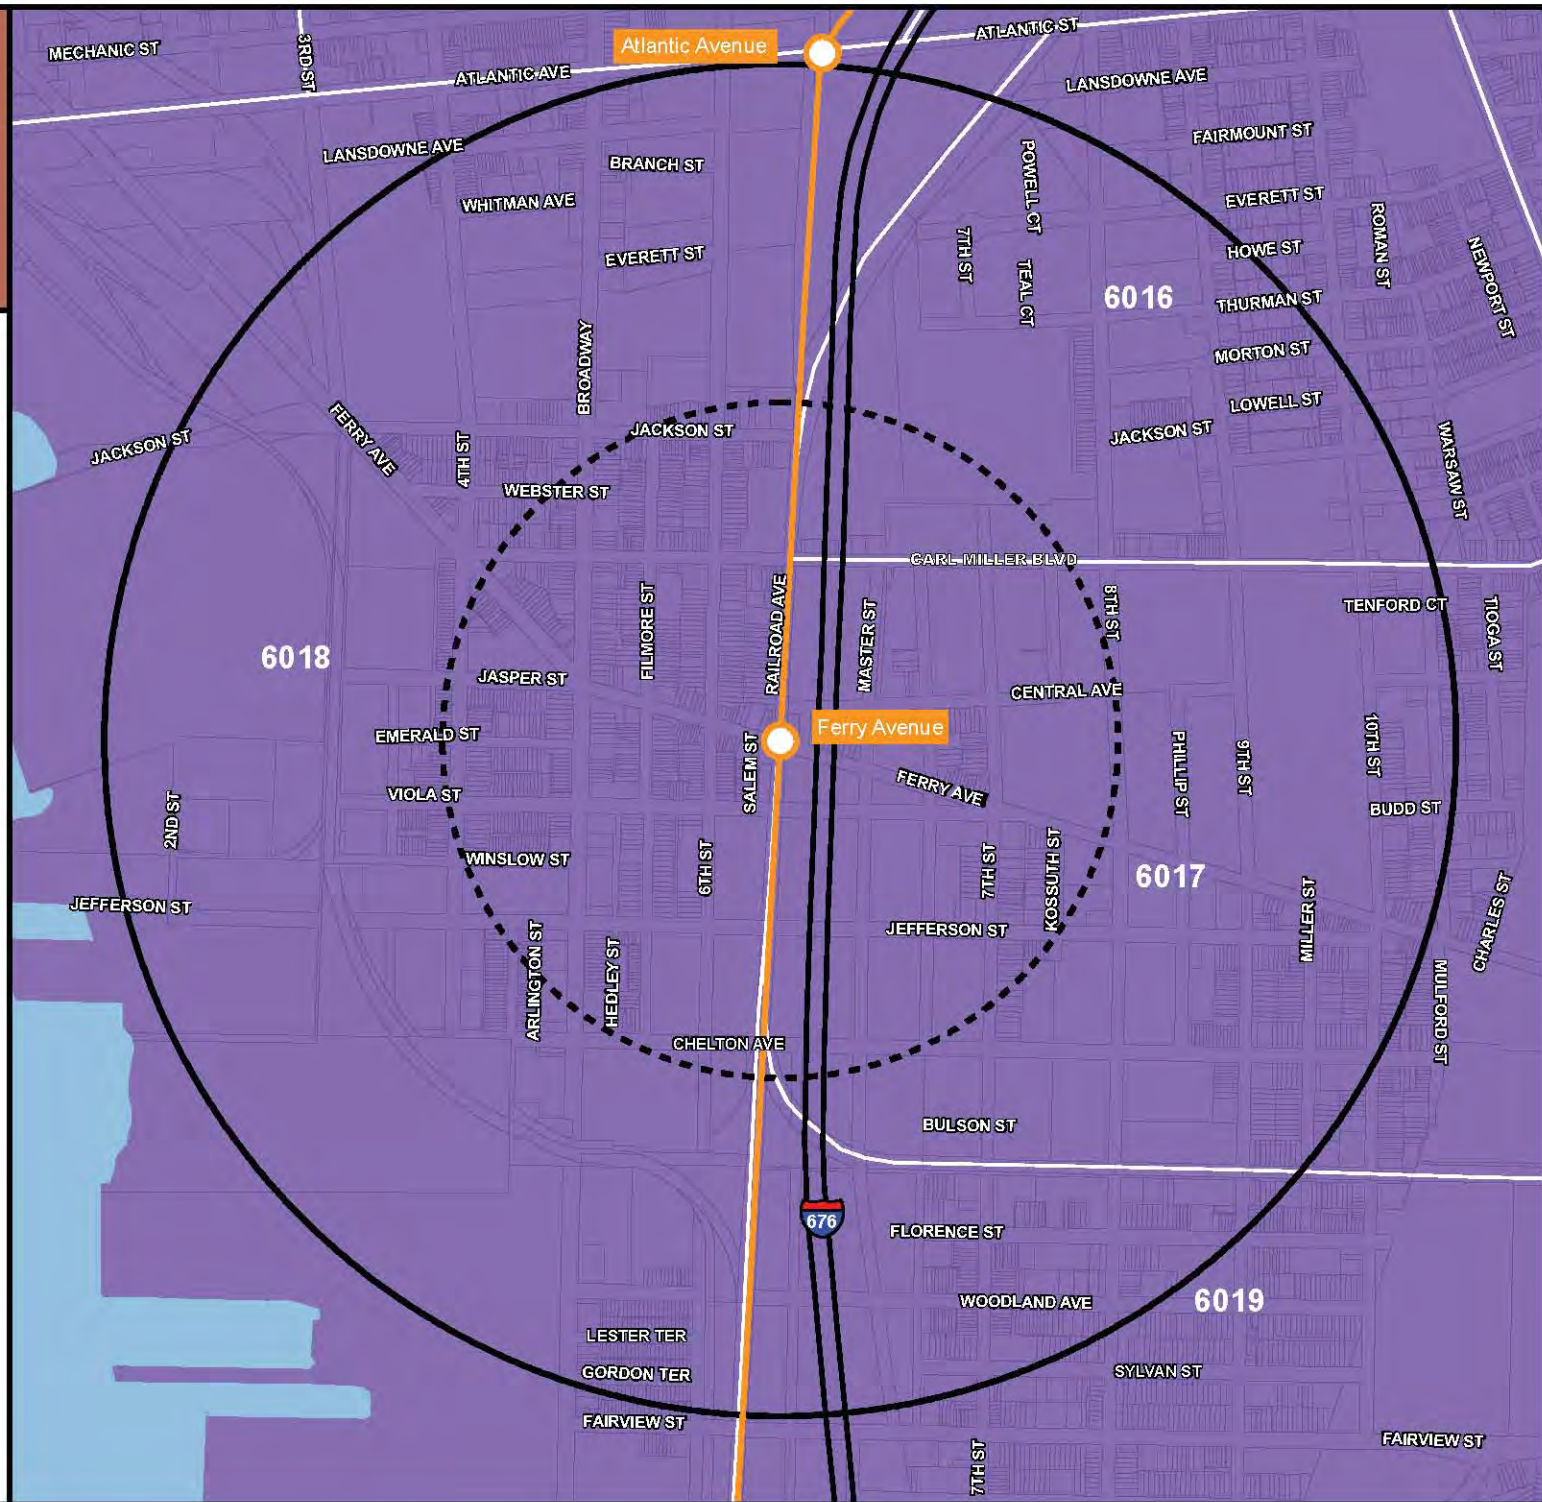 Atlantic Avenue
ATLANTIC ST
MECHANIC ST
3RD ST
ATLANTIC AVE
LANSDOWNE AVE
FAIRMOUNT ST
LANSDOWNE AVE
BRANCH ST
POWELL CT
WHITMAN AVE
EVERETT ST
ROMAN ST
EVERETT ST
7TH ST
HOWE ST
NEWPORT ST
TEAL CT
6016
THURMAN ST
BROADWAY
MORTON ST
LOWELL ST
FERRY AVE
JACKSON ST
JACKSON ST
JACKSON ST
4TH ST
WARSAW ST
WEBSTER ST
CARL MILLER BLVD
FILMORE ST
RAILROAD AVE
MASTER ST
8TH ST
TENFORD CT
TIOGA ST
6018
JASPER ST
CENTRAL AVE
EMERALD ST
Ferry Avenue
SALEM ST
PHILLIP ST
9TH ST
10TH ST
FERRY AVE
VIOLA ST
2ND ST
BUDD ST
WINSLOW ST
6TH ST
7TH ST
KOSSUTH ST
6017
JEFFERSON ST
MILLER ST
CHARLES ST
JEFFERSON ST
ARLINGTON ST
HEDLEY ST
MULFORD ST
CHELTON AVE
BULSON ST
676
FLORENCE ST
WOODLAND AVE
6019
LESTER TER
GORDON TER
SYLVAN ST
FAIRVIEW ST
FAIRVIEW ST
7TH ST